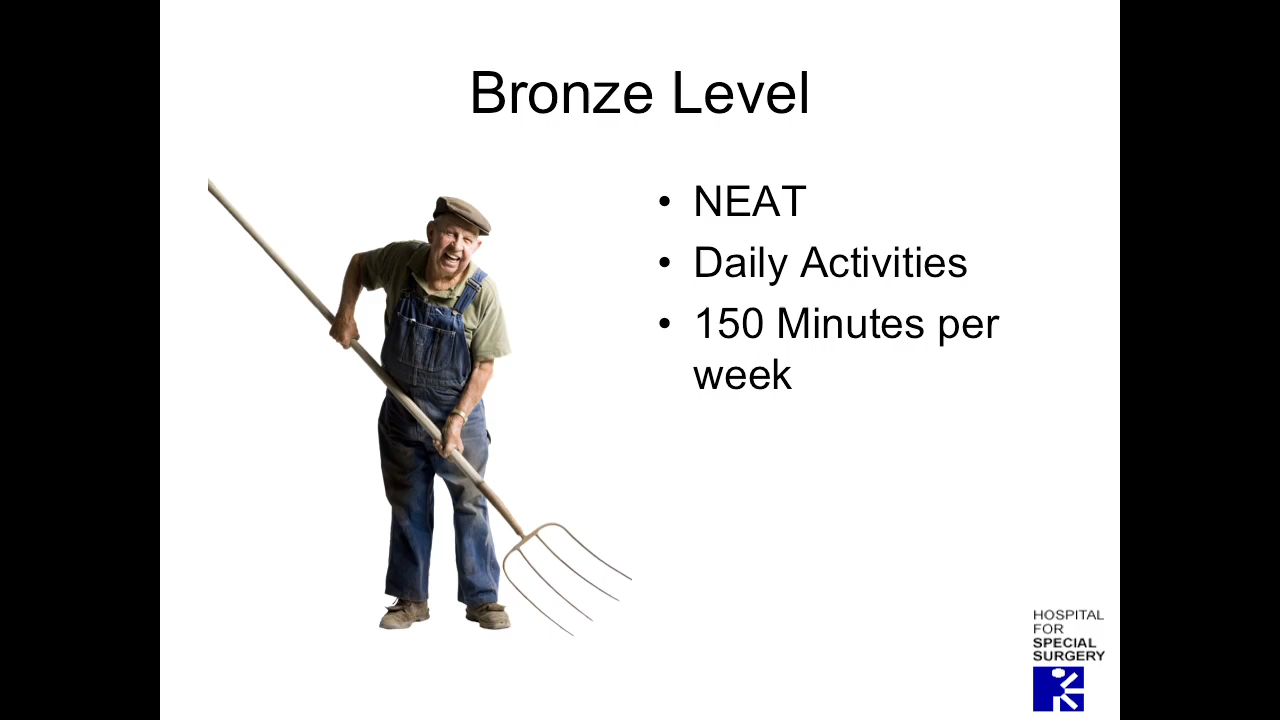 Bronze Level
• NEAT
• Daily Activities
• 150 Minutes per
week
HOSPITAL
FOR
SPECIAL
SURGERY